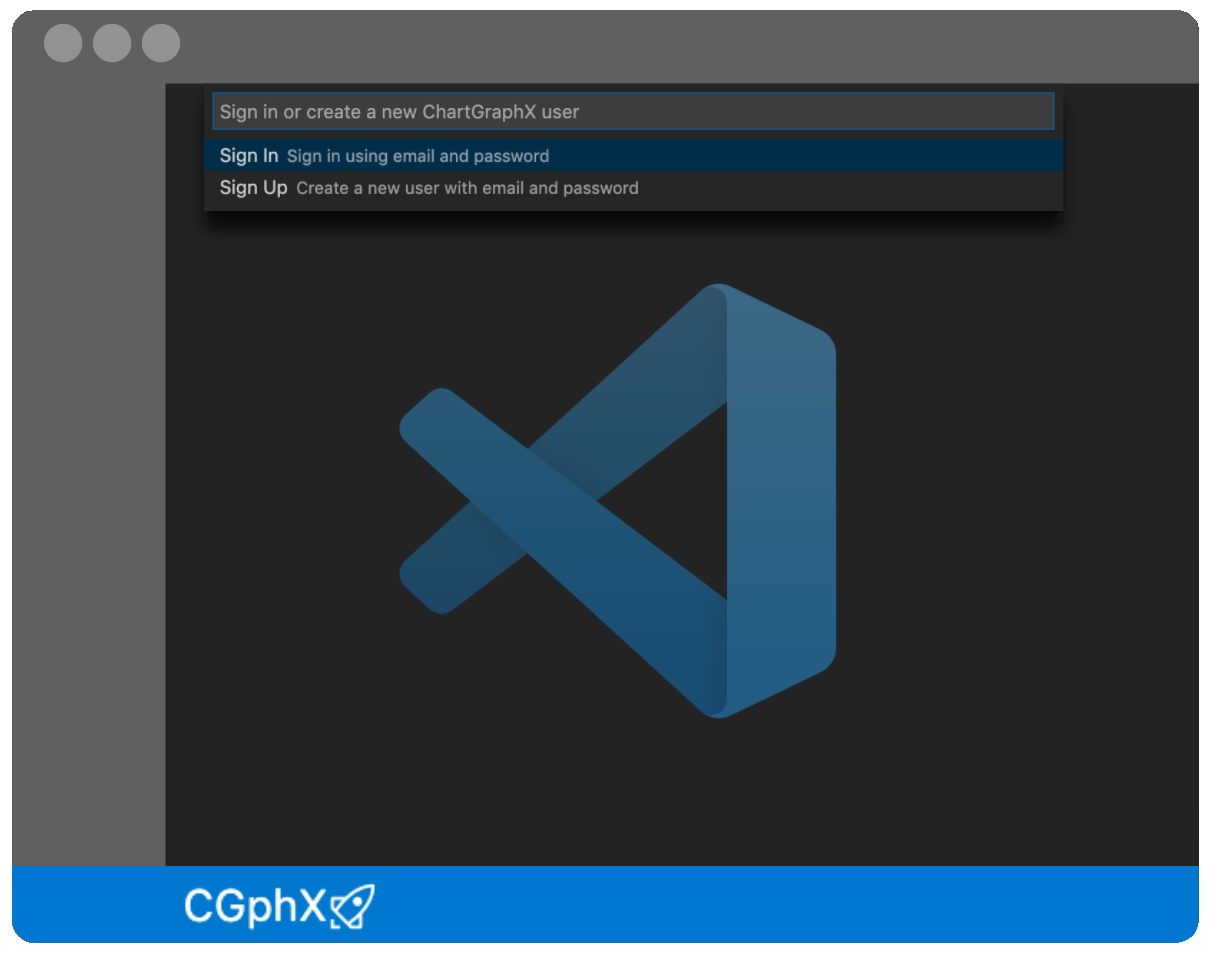 Sign in or create a new ChartGraphX user
Sign In Sign in using email and password
Sign Up Create a new user with email and password
CGphX